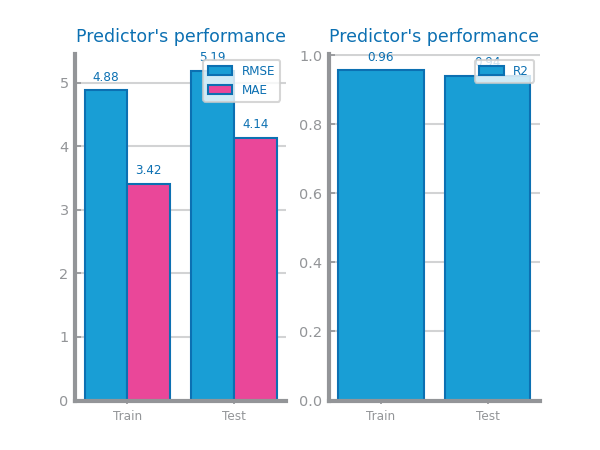 Predictor's performance
5.19
4.88
4.14
3.42
RMSE
MAE
5
4
3
2
1
0
Train
Test
Predictor's performance
0.96
0.94
R2
1.0
0.8
0.6
0.4
0.2
0.0
Train
Test